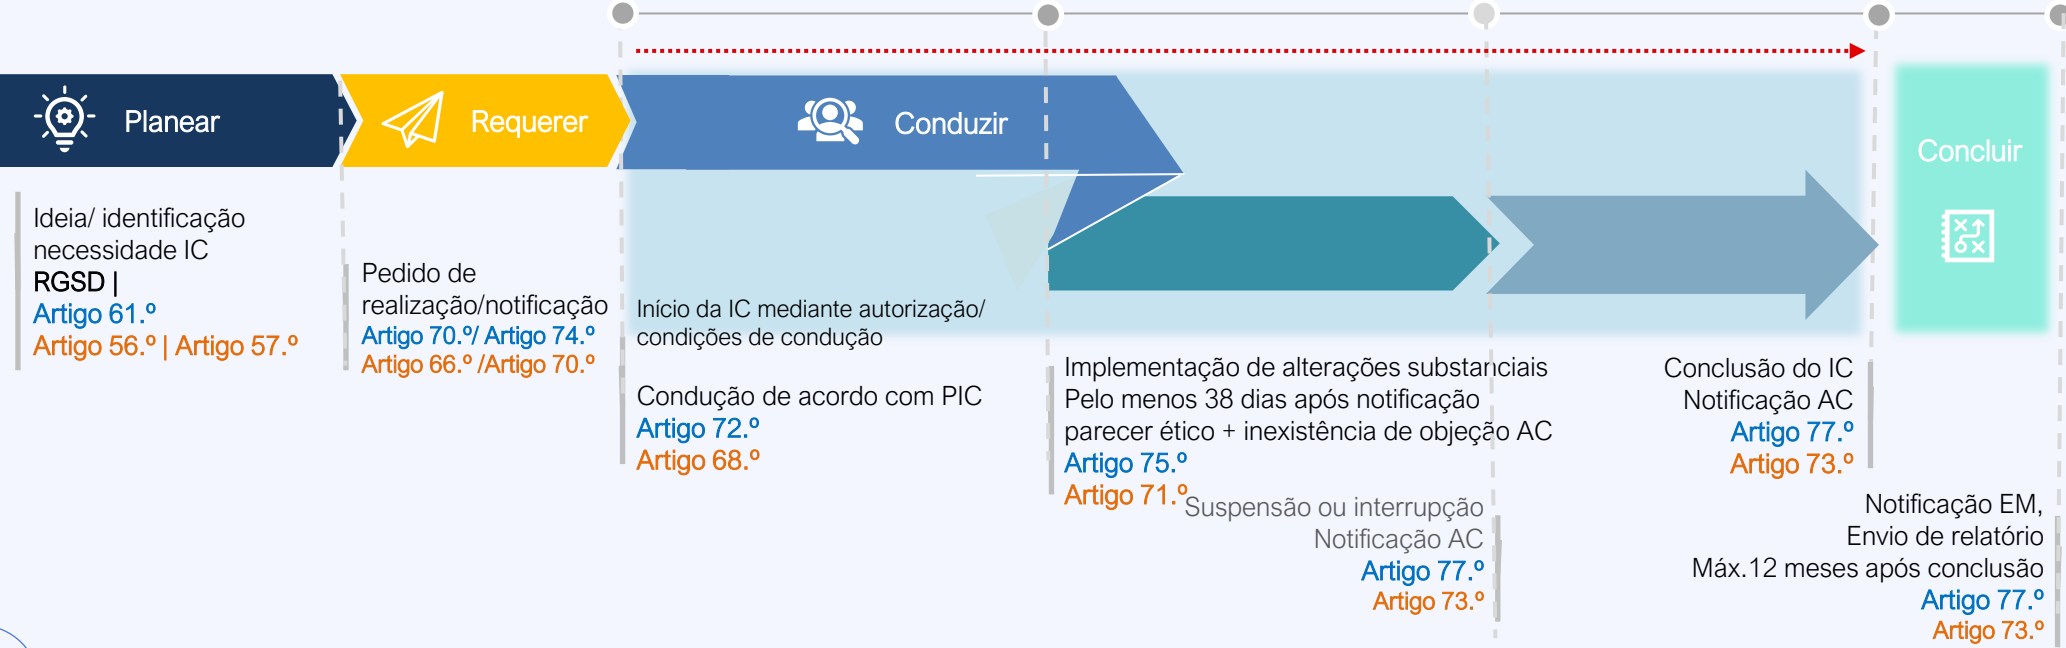 Planear
Requerer
Conduzir
Concluir
Ideia/ identificação
necessidade IC
RGSD |
Artigo 61.º
Artigo 56.º | Artigo 57.º
Pedido de
realização/notificação
Artigo 70.º/ Artigo 74.º
Artigo 66.º /Artigo 70.º
Início da IC mediante autorização/
condições de condução
Condução de acordo com PIC
Artigo 72.º
Artigo 68.º
Implementação de alterações substanciais
Pelo menos 38 dias após notificação
parecer ético + inexistência de objeção AC
Artigo 75.º
Artigo 71.º
Suspensão ou interrupção
Notificação AC
Artigo 77.º
Artigo 73.º
Conclusão do IC
Notificação AC
Artigo 77.º
Artigo 73.º
Notificação EM,
Envio de relatório
Máx.12 meses após conclusão
Artigo 77.º
Artigo 73.º